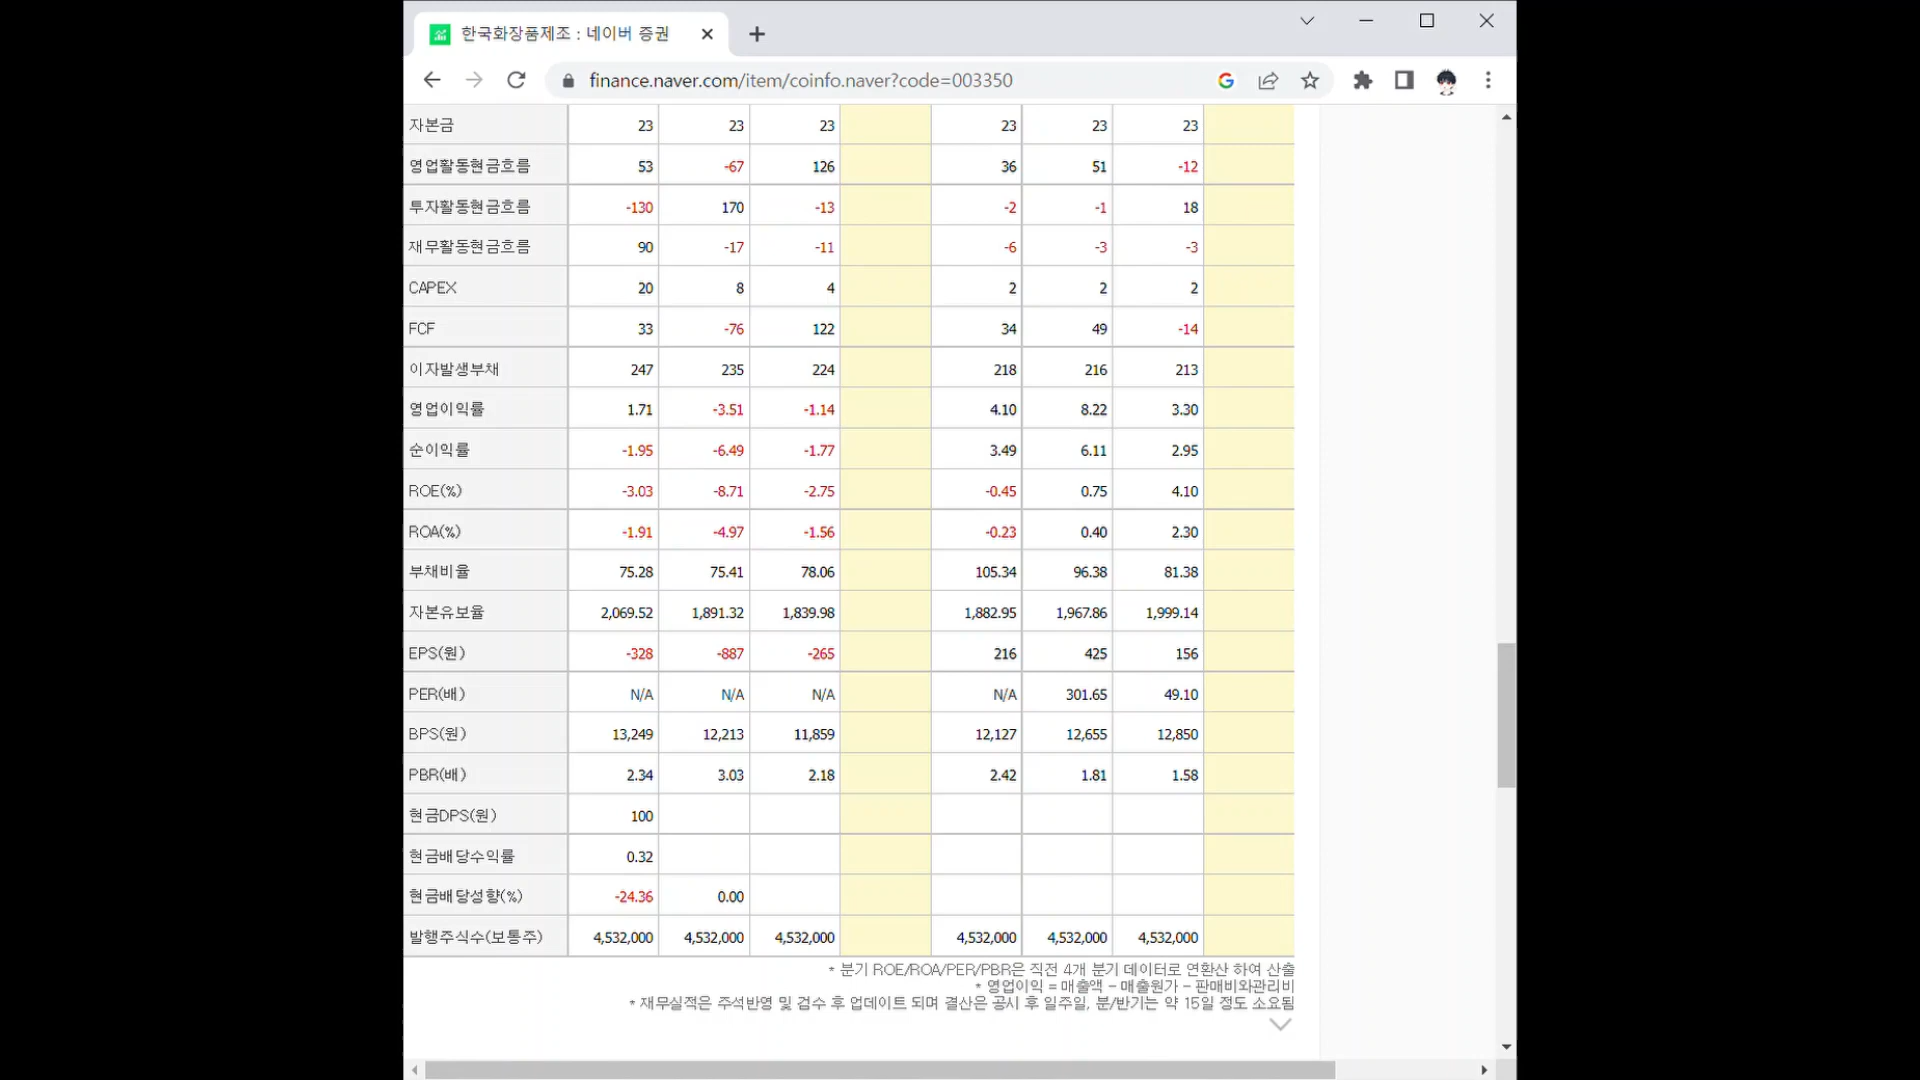 한국화장품제조 : 네이버 증권
finance.naver.com/item/coinfo.naver?code=003350
자본금 23 23 23 23 23 23
영업활동현금흐름 53 -67 126 36 51 -12
투자활동현금흐름 -130 170 -13 -2 -1 18
재무활동현금흐름 90 -17 -11 -6 -3 -3
CAPEX 20 8 4 2 2 2
FCF 33 -76 122 34 49 -14
이자발생부채 247 235 224 218 216 213
영업이익률 1.71 -3.51 -1.14 4.10 8.22 3.30
순이익률 -1.95 -6.49 -1.77 3.49 6.11 2.95
ROE(%) -3.03 -8.71 -2.75 -0.45 0.75 4.10
ROA(%) -1.91 -4.97 -1.56 -0.23 0.40 2.30
부채비율 75.28 75.41 78.06 105.34 96.38 81.38
자본유보율 2,069.52 1,891.32 1,839.98 1,882.95 1,967.86 1,999.14
EPS(원) -328 -887 -265 216 425 156
PER(배) N/A N/A N/A N/A 301.65 49.10
BPS(원) 13,249 12,213 11,859 12,127 12,655 12,850
PBR(배) 2.34 3.03 2.18 2.42 1.81 1.58
현금DPS(원) 100
현금배당수익률 0.32
현금배당성향(%) -24.36 0.00
발행주식수(보통주) 4,532,000 4,532,000 4,532,000 4,532,000 4,532,000 4,532,000
* 분기 ROE/ROA/PER/PBR은 직전 4개 분기 데이터로 연환산 하여 산출
* 영업이익 = 매출액 - 매출원가 - 판매비와관리비
* 재무실적은 주석반영 및 검수 후 업데이트 되며 결산은 공시 후 일주일, 분/반기는 약 15일 정도 소요됨